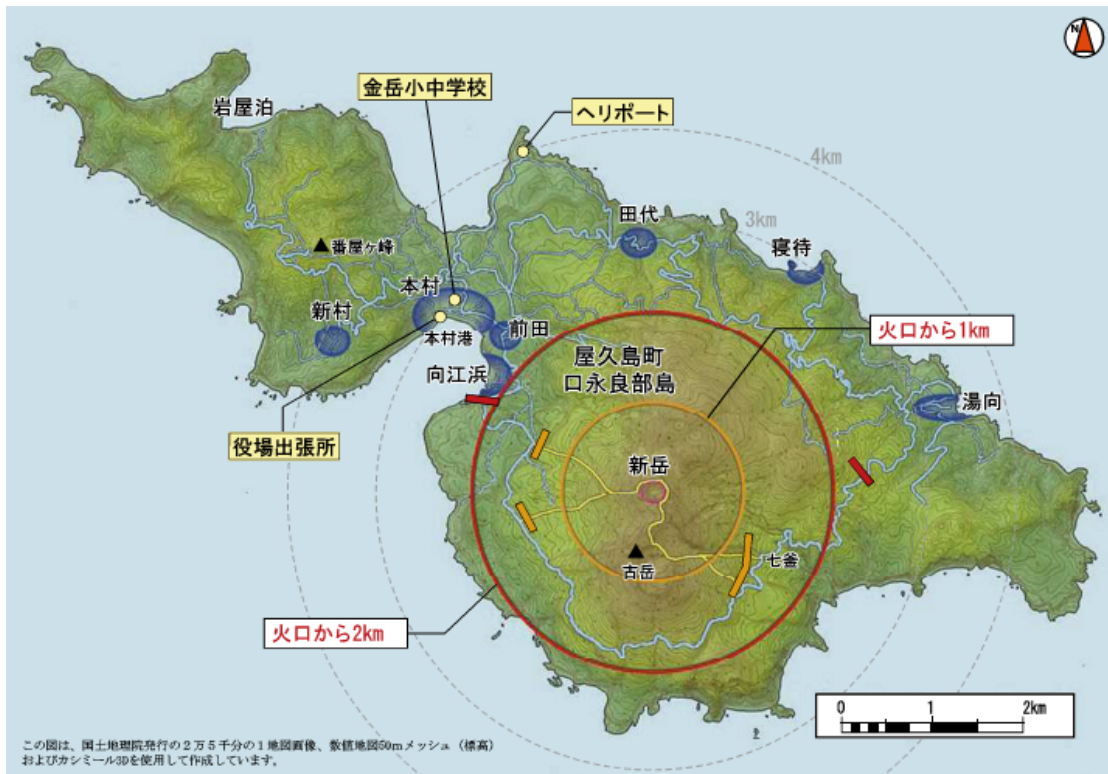 N
金岳小中学校
岩屋泊
ヘリポート
4km
田代
3km
寝待
番屋ヶ峰
本村
新村
本村港
前田
火口から1km
屋久島町
口永良部島
向江浜
湯向
役場出張所
新岳
七釜
古岳
火口から2km
0 1 2km
この図は、国土地理院発行の2万5千分の1地図画像、数値地図50mメッシュ(標高)
およびカシミール3Dを使用して作成しています。